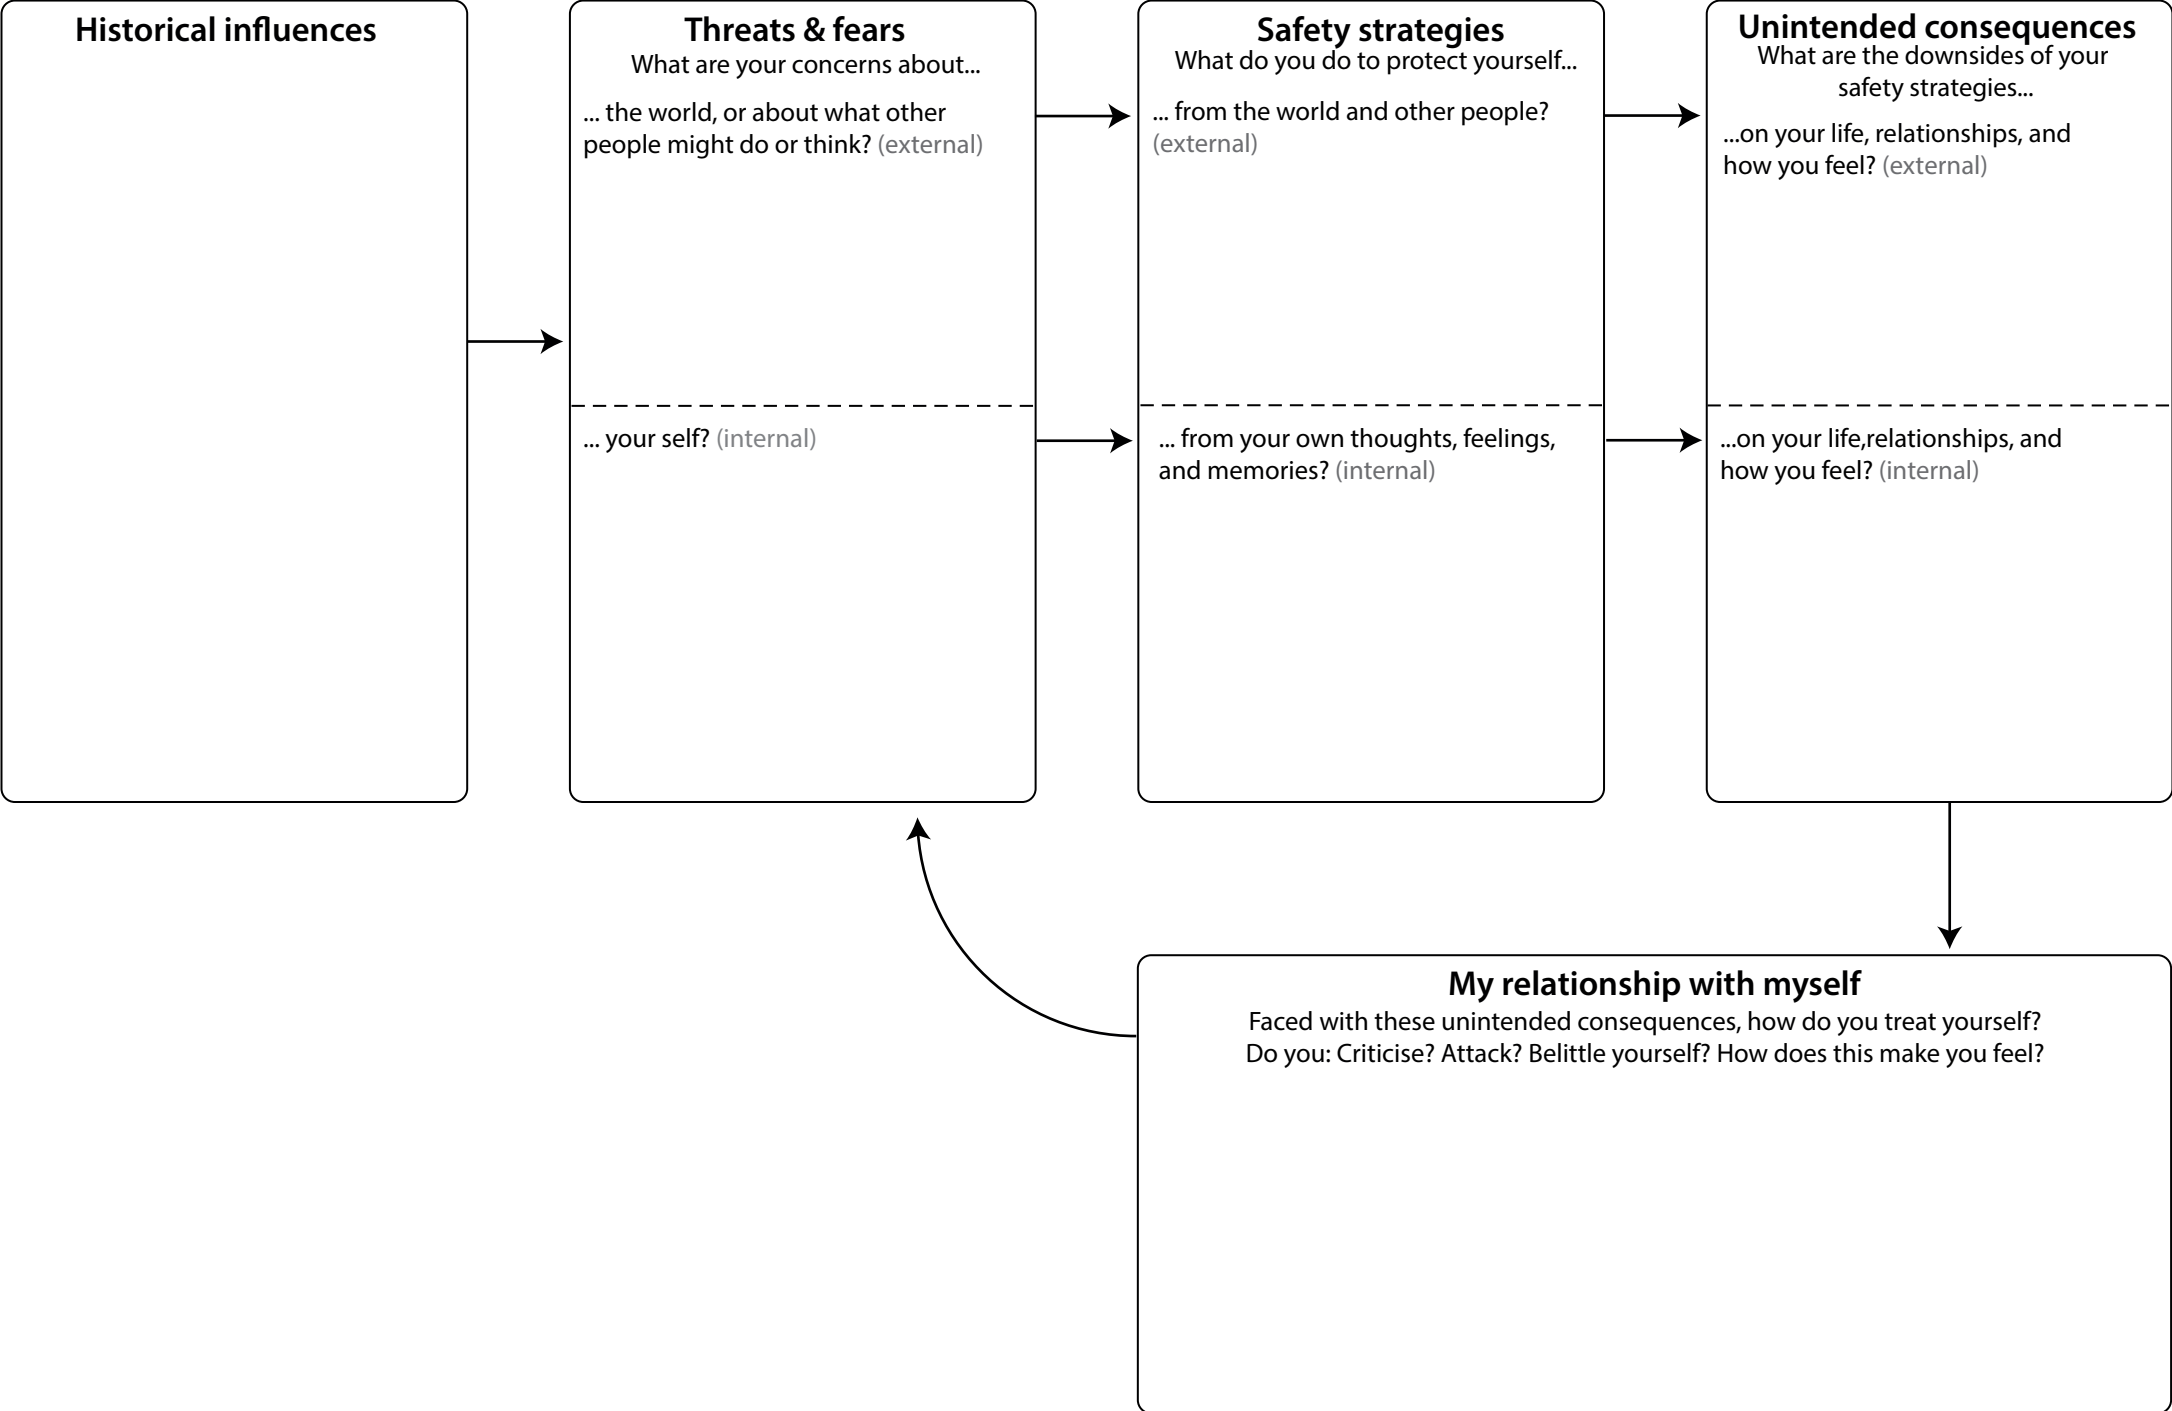 Historical influences
Threats & fears
What are your concerns about...
... the world, or about what other
people might do or think? (external)
... your self? (internal)
Safety strategies
What do you do to protect yourself...
... from the world and other people?
(external)
... from your own thoughts, feelings,
and memories? (internal)
Unintended consequences
What are the downsides of your
safety strategies...
...on your life, relationships, and
how you feel? (external)
...on your life,relationships, and
how you feel? (internal)
My relationship with myself
Faced with these unintended consequences, how do you treat yourself?
Do you: Criticise? Attack? Belittle yourself? How does this make you feel?